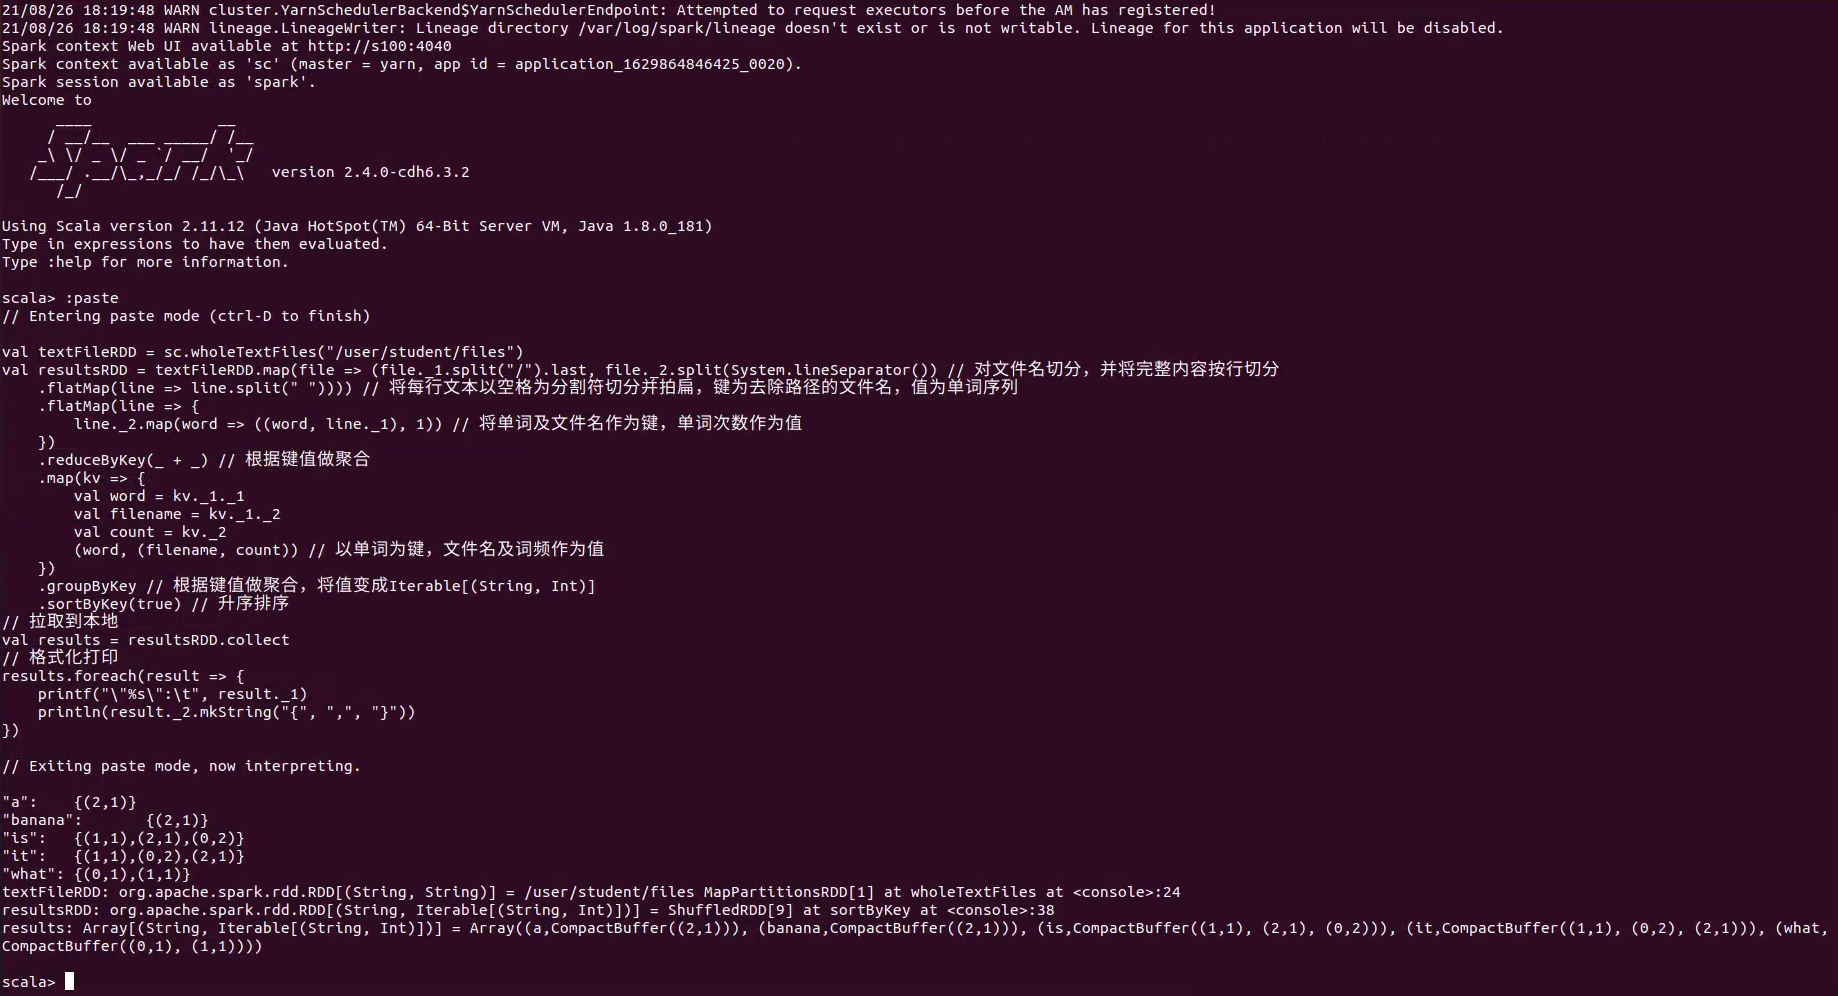 21/08/26 18:19:48 WARN cluster.YarnSchedulerBackend$YarnSchedulerEndpoint: Attempted to request executors before the AM has registered!
21/08/26 18:19:48 WARN lineage.LineageWriter: Lineage directory /var/log/spark/lineage doesn't exist or is not writable. Lineage for this application will be disabled.
Spark context Web UI available at http://s100:4040
Spark context available as 'sc' (master = yarn, app id = application_1629864846425_0020).
Spark session available as 'spark'.
Welcome to
      ____              __
     / __/__  ___ _____/ /__
    _\ \/ _ \/ _ `/ __/  '_/
   /___/ .__/\_,_/_/ /_/\_\   version 2.4.0-cdh6.3.2
      /_/
Using Scala version 2.11.12 (Java HotSpot(TM) 64-Bit Server VM, Java 1.8.0_181)
Type in expressions to have them evaluated.
Type :help for more information.
scala> :paste
// Entering paste mode (ctrl-D to finish)
val textFileRDD = sc.wholeTextFiles("/user/student/files")
val resultsRDD = textFileRDD.map(file => (file._1.split("/").last, file._2.split(System.lineSeparator()) // 对文件名切分，并将完整内容按行切分
    .flatMap(line => line.split(" ")))) // 将每行文本以空格为分割符切分并拍扁，键为去除路径的文件名，值为单词序列
    .flatMap(line => {
        line._2.map(word => ((word, line._1), 1)) // 将单词及文件名作为键，单词次数作为值
    })
    .reduceByKey(_ + _) // 根据键值做聚合
    .map(kv => {
        val word = kv._1._1
        val filename = kv._1._2
        val count = kv._2
        (word, (filename, count)) // 以单词为键，文件名及词频作为值
    })
    .groupByKey // 根据键值做聚合，将值变成Iterable[(String, Int)]
    .sortByKey(true) // 升序排序
// 拉取到本地
val results = resultsRDD.collect
// 格式化打印
results.foreach(result => {
    printf("\"%s\":\t", result._1)
    println(result._2.mkString("{", ",", "}"))
})
// Exiting paste mode, now interpreting.
"a":    {(2,1)}
"banana":       {(2,1)}
"is":   {(1,1),(2,1),(0,2)}
"it":   {(1,1),(0,2),(2,1)}
"what": {(0,1),(1,1)}
textFileRDD: org.apache.spark.rdd.RDD[(String, String)] = /user/student/files MapPartitionsRDD[1] at wholeTextFiles at <console>:24
resultsRDD: org.apache.spark.rdd.RDD[(String, Iterable[(String, Int)])] = ShuffledRDD[9] at sortByKey at <console>:38
results: Array[(String, Iterable[(String, Int)])] = Array((a,CompactBuffer((2,1))), (banana,CompactBuffer((2,1))), (is,CompactBuffer((1,1), (2,1), (0,2))), (it,CompactBuffer((1,1), (0,2), (2,1))), (what,
CompactBuffer((0,1), (1,1))))
scala>